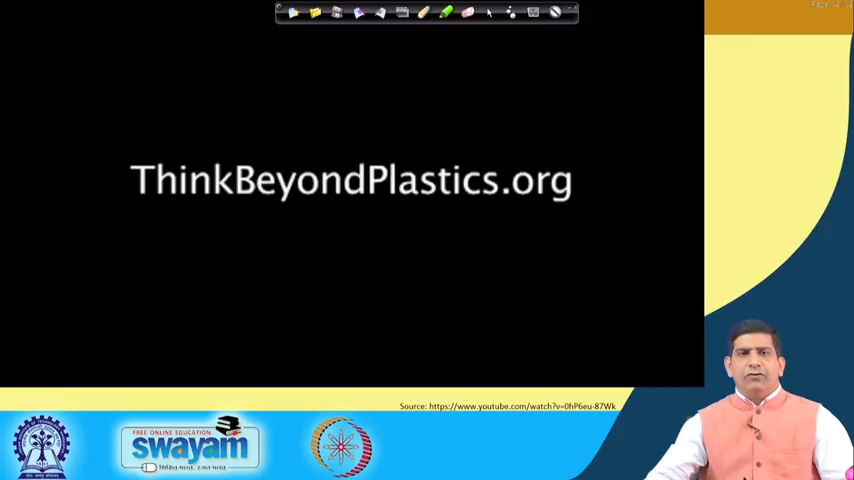 ThinkBeyondPlastics.org
Source: https://www.youtube.com/watch?v=0hP6eu-87Wk
FREE ONLINE EDUCATION
swayam